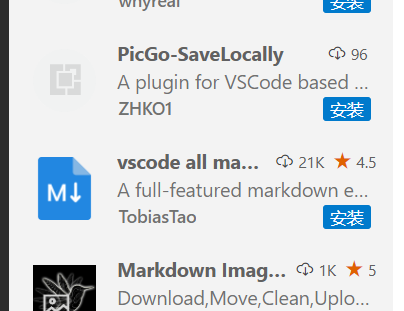 whyreal
安装
PicGo-SaveLocally 96
A plugin for VSCode based ...
ZHKO1
安装
vscode all ma... 21K 4.5
M
A full-featured markdown e...
TobiasTao
安装
Markdown Imag... 1K 5
Download,Move,Clean,Uplo...